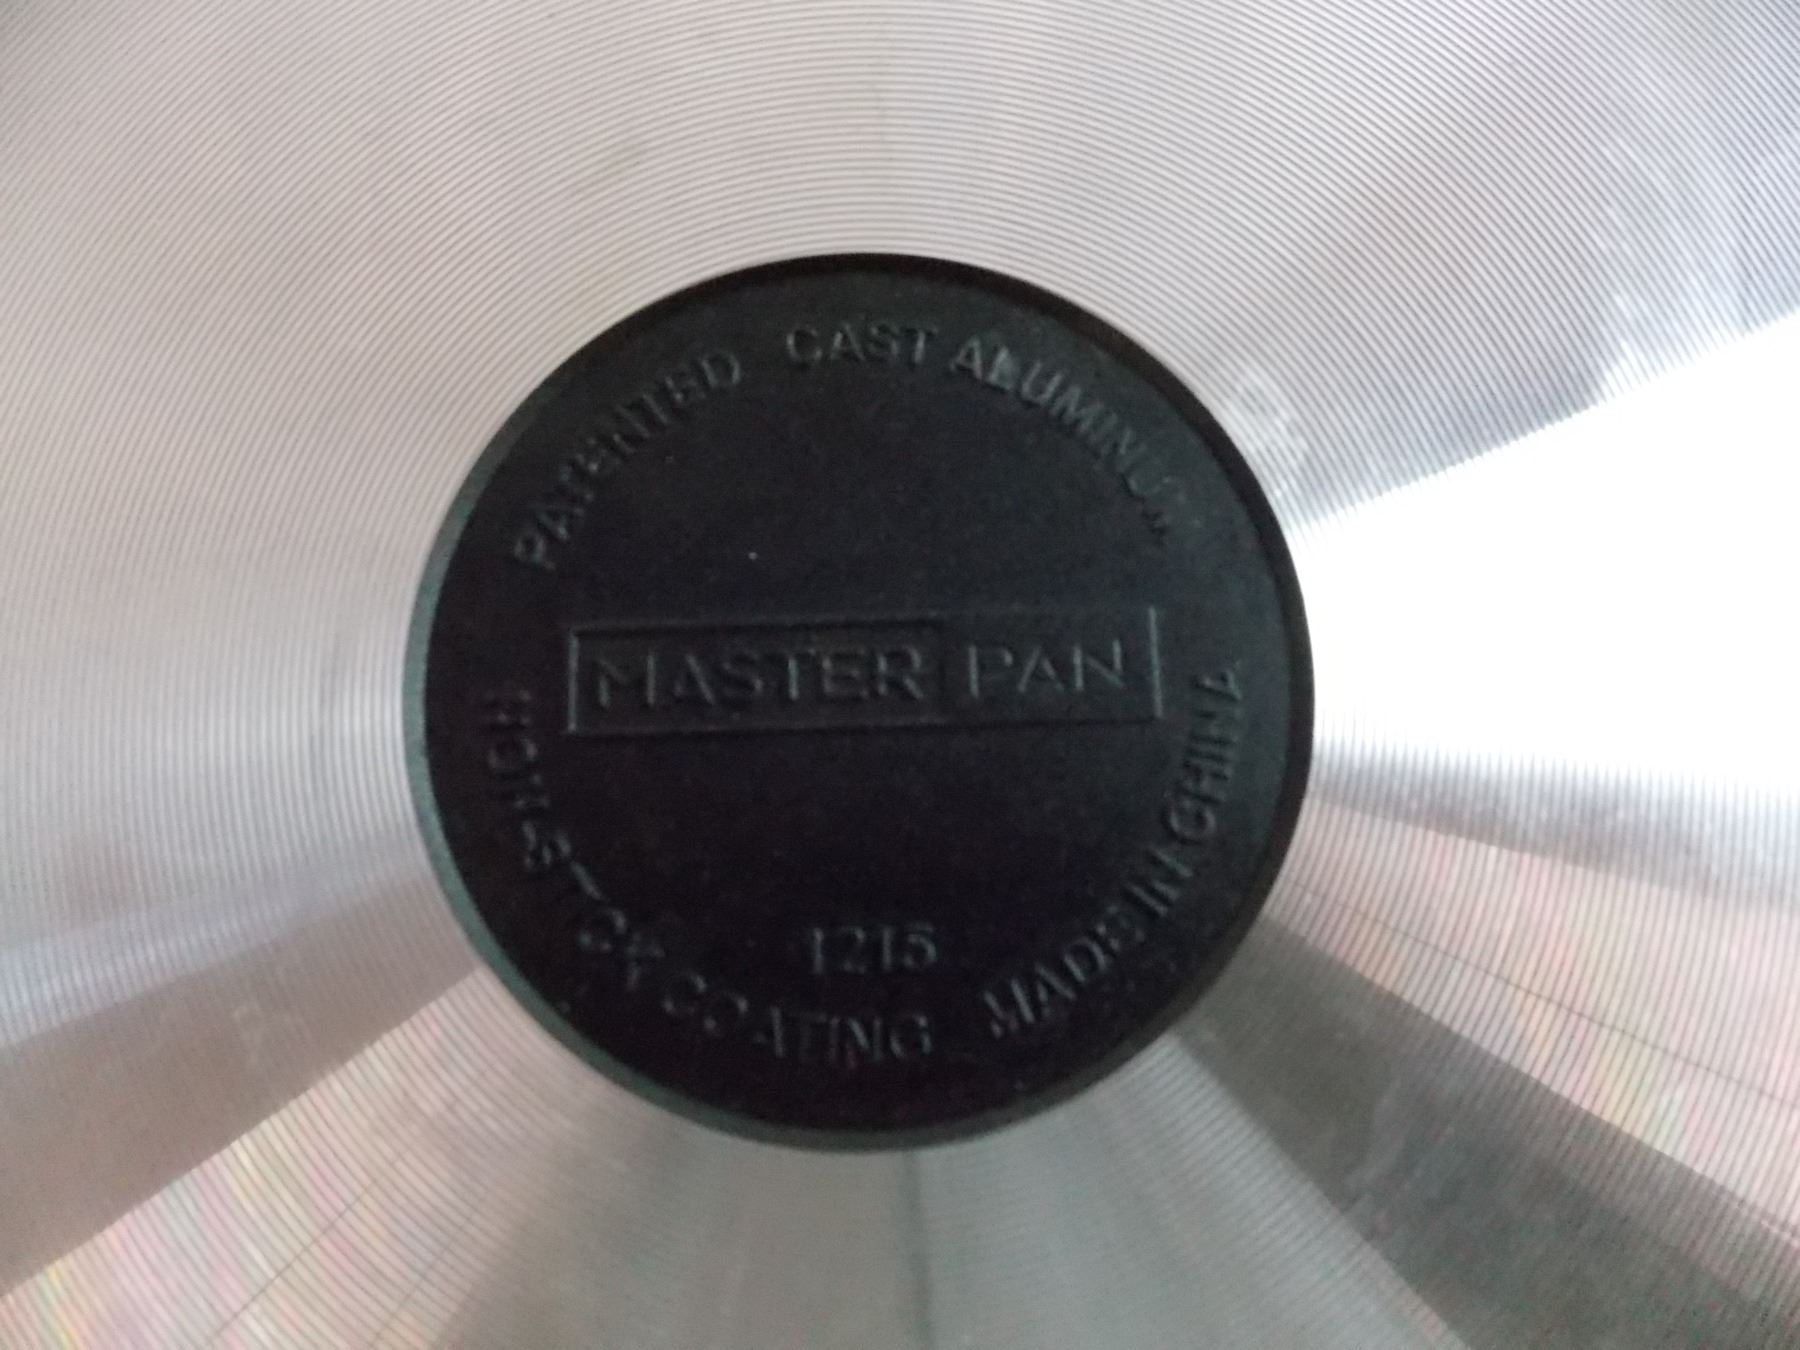 PATENTED CAST ALUMINUM
MASTER PAN
1215
NON-STICK COATING
MADE IN CHINA